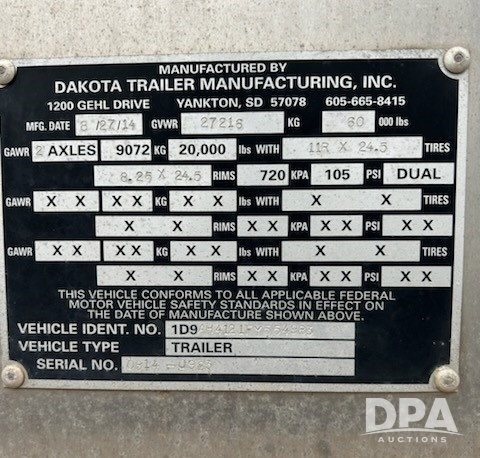 MANUFACTURED BY
DAKOTA TRAILER MANUFACTURING, INC.
1200 GEHL DRIVE YANKTON, SD 57078 605-665-8415
MFG. DATE 8/27/14 GVWR 27216 KG 60 000 lbs
GAWR 2 AXLES 9072 KG 20,000 lbs WITH 11R X 24.5 TIRES
8.25 X 24.5 RIMS 720 KPA 105 PSI DUAL
GAWR X X X X KG X X lbs WITH X X TIRES
X X RIMS X X KPA X X PSI X X
GAWR X X X X KG X X lbs WITH X X TIRES
X X RIMS X X KPA X X PSI X X
THIS VEHICLE CONFORMS TO ALL APPLICABLE FEDERAL
MOTOR VEHICLE SAFETY STANDARDS IN EFFECT ON
THE DATE OF MANUFACTURE SHOWN ABOVE.
VEHICLE IDENT. NO. 1D9
VEHICLE TYPE TRAILER
SERIAL NO.
DPA
AUCTIONS